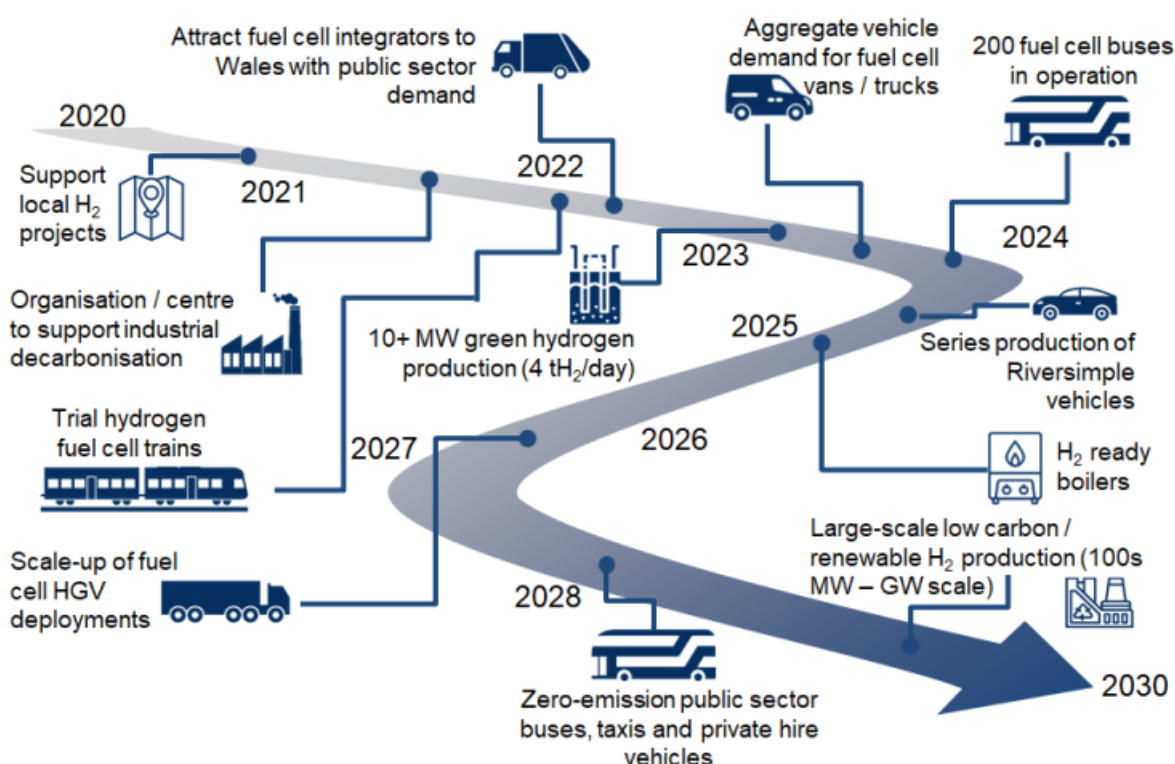 Attract fuel cell integrators to
Wales with public sector
demand
Aggregate vehicle
demand for fuel cell
vans / trucks
200 fuel cell buses
in operation
2020
2021
2022
2023
2024
Support
local H₂
projects
Organisation / centre
to support industrial
decarbonisation
10+ MW green hydrogen
production (4 tH₂/day)
2025
Series production of
Riversimple
vehicles
Trial hydrogen
fuel cell trains
2027
2026
H₂ ready
boilers
Scale-up of fuel
cell HGV
deployments
Large-scale low carbon /
renewable H₂ production (100s
MW – GW scale)
2028
Zero-emission public sector
buses, taxis and private hire
vehicles
2030